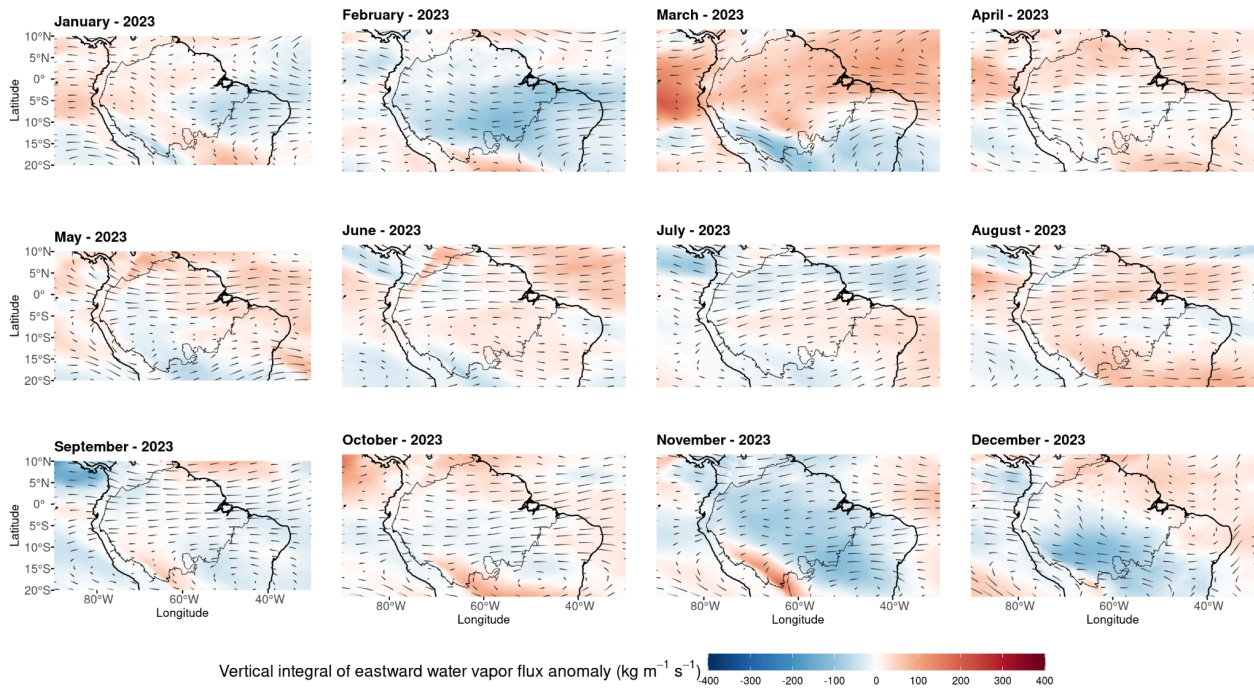 January - 2023
February - 2023
March - 2023
April - 2023
10°N
5°N
0°
5°S
10°S
15°S
20°S
Latitude
May - 2023
June - 2023
July - 2023
August - 2023
10°N
5°N
0°
5°S
10°S
15°S
20°S
Latitude
September - 2023
October - 2023
November - 2023
December - 2023
10°N
5°N
0°
5°S
10°S
15°S
20°S
Latitude
80°W 60°W 40°W
Longitude
80°W 60°W 40°W
Longitude
80°W 60°W 40°W
Longitude
80°W 60°W 40°W
Longitude
Vertical integral of eastward water vapor flux anomaly (kg m⁻¹ s⁻¹)
-400 -300 -200 -100 0 100 200 300 400